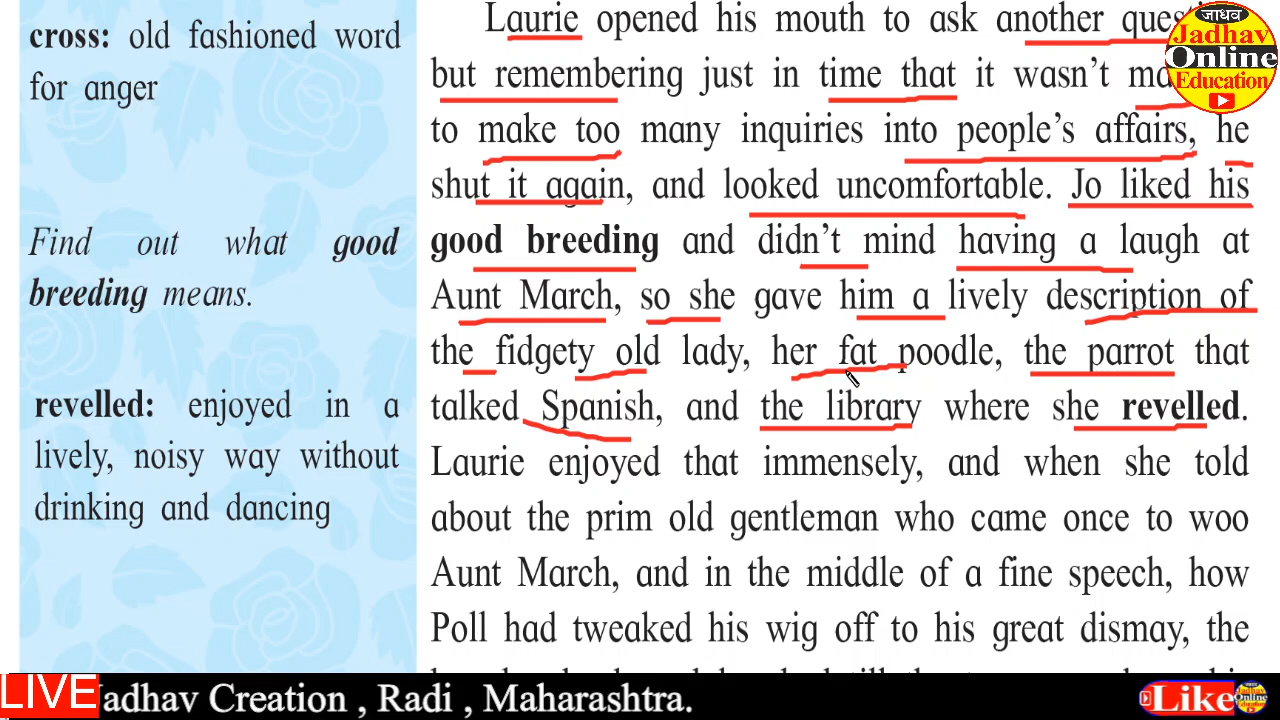 cross: old fashioned word
for anger
Find out what good
breeding means.
revelled: enjoyed in a
lively, noisy way without
drinking and dancing
Laurie opened his mouth to ask another
but remembering just in time that it wasn't
to make too many inquiries into people's affairs, he
shut it again, and looked uncomfortable. Jo liked his
good breeding and didn't mind having a laugh at
Aunt March, so she gave him a lively description of
the fidgety old lady, her fat poodle, the parrot that
talked Spanish, and the library where she revelled.
Laurie enjoyed that immensely, and when she told
about the prim old gentleman who came once to woo
Aunt March, and in the middle of a fine speech, how
Poll had tweaked his wig off to his great dismay, the
जाधव
Jadhav
Online
Education
LIVE
Jadhav Creation , Radi , Maharashtra.
Like
Jadhav
Online
Education